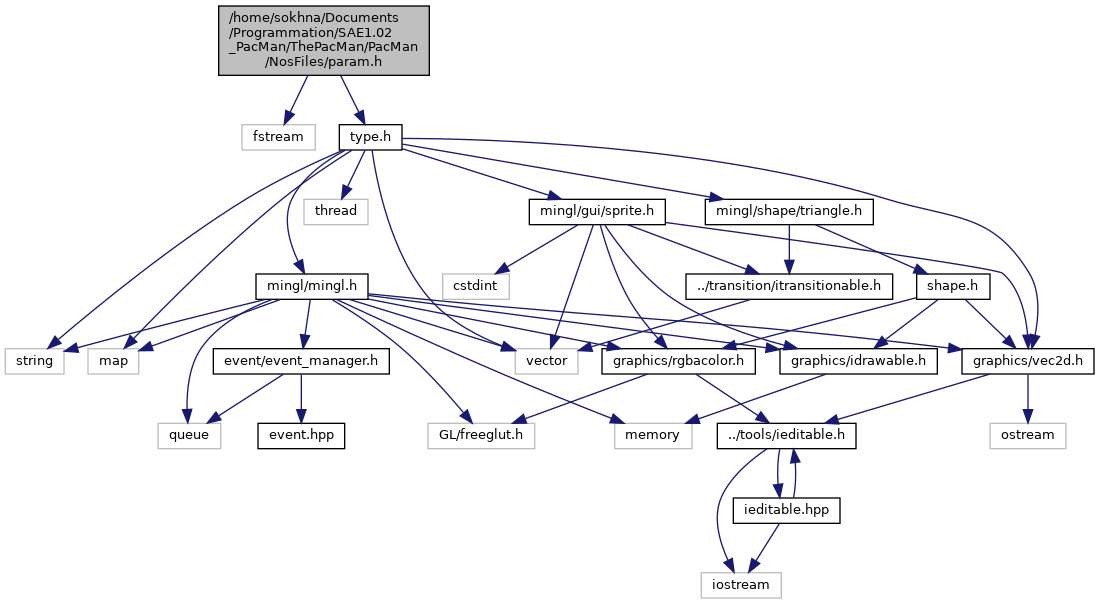 /home/sokhna/Documents
/Programmation/SAE1.02
_PacMan/ThePacMan/PacMan
/NosFiles/param.h
fstream
type.h
thread
mingl/gui/sprite.h
mingl/shape/triangle.h
mingl/mingl.h
cstdint
../transition/itransitionable.h
shape.h
string
map
event/event_manager.h
vector
graphics/rgbacolor.h
graphics/idrawable.h
graphics/vec2d.h
queue
event.hpp
GL/freeglut.h
memory
../tools/ieditable.h
ostream
ieditable.hpp
iostream